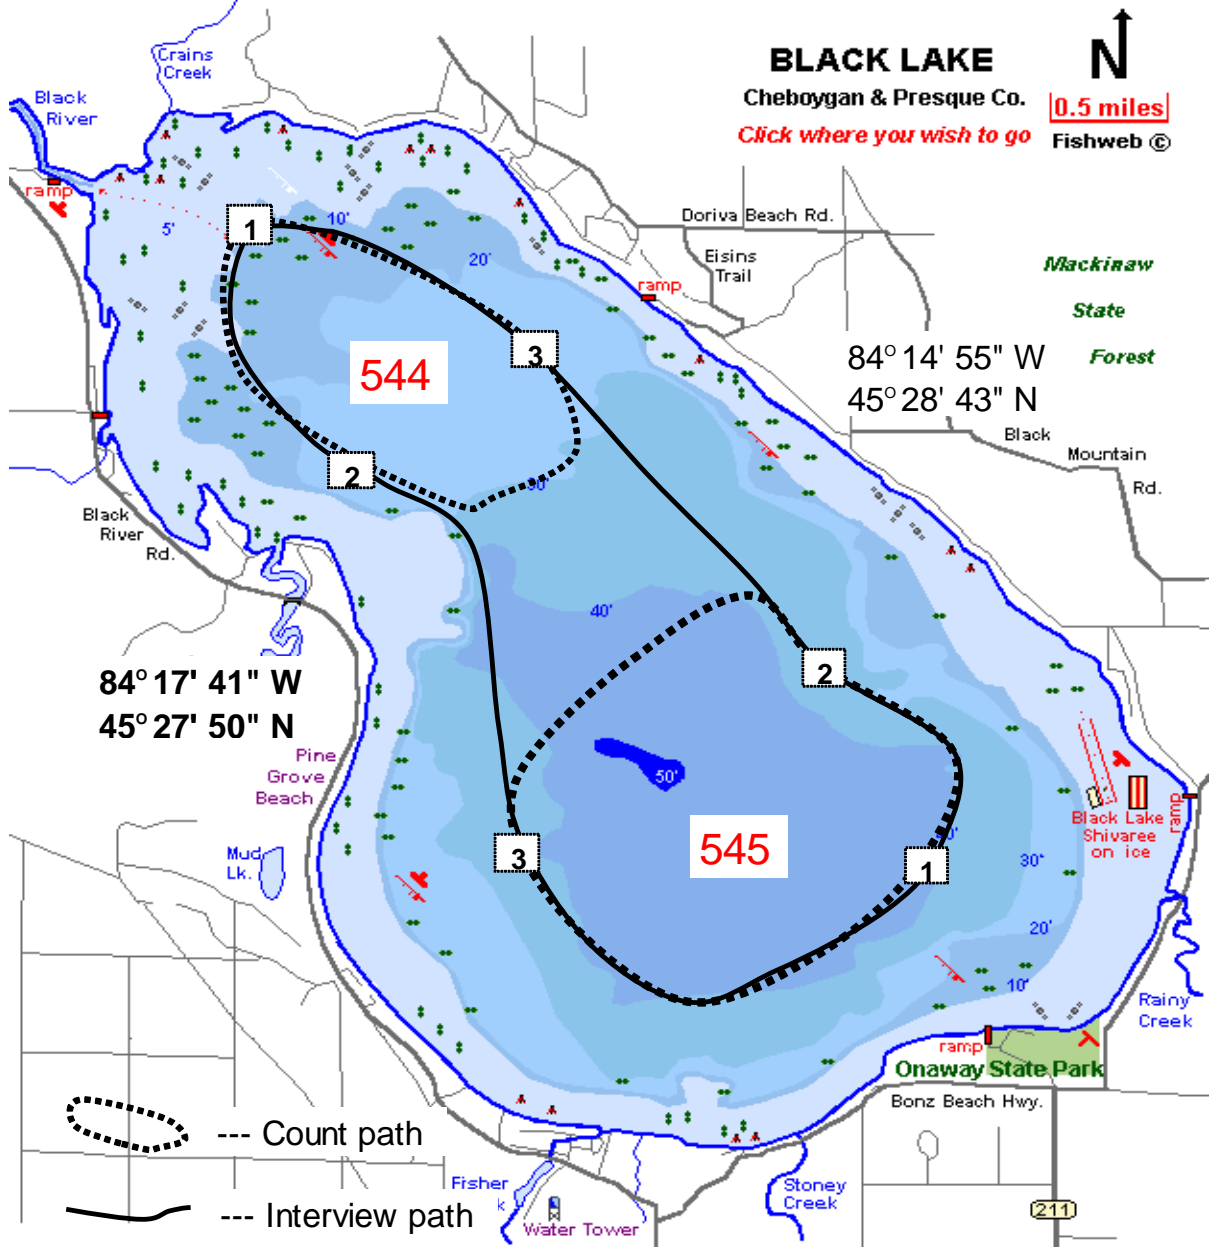 Crains
Creek
Black
River
BLACK LAKE
Cheboygan & Presque Co.
Click where you wish to go
N
0.5 miles
Fishweb ©
ramp
5'
1
10'
20'
Doriva Beach Rd.
Eisins
Trail
ramp
Mackinaw
State
Forest
3
544
84° 14' 55" W
45° 28' 43" N
2
30'
Black
Mountain
Rd.
Black
River
Rd.
40'
84° 17' 41" W
45° 27' 50" N
2
Pine
Grove
Beach
50'
ramp
Black Lake
Shivaree
on ice
Mud
Lk.
3
545
1
30'
20'
10'
Rainy
Creek
ramp
Onaway State Park
Bonz Beach Hwy.
--- Count path
Fisher
Stoney
Creek
--- Interview path
Water Tower
211